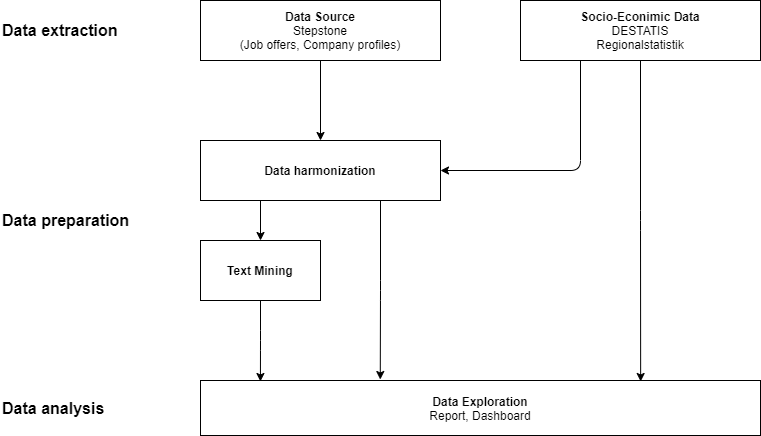 Data extraction
Data Source
Stepstone
(Job offers, Company profiles)
Socio-Econimic Data
DESTATIS
Regionalstatistik
Data harmonization
Data preparation
Text Mining
Data analysis
Data Exploration
Report, Dashboard